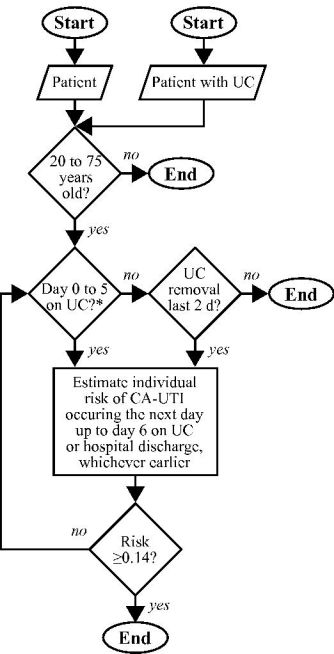 Start
Start
Patient
Patient with UC
20 to 75
years
old?
no
End
yes
Day 0 to 5
on UC?*
no
UC
removal
last 2 d?
no
End
yes
yes
Estimate individual
risk of CA-UTI
occuring the next day
up to day 6 on UC
or hospital discharge,
whichever earlier
no
Risk
≥0.14?
yes
End